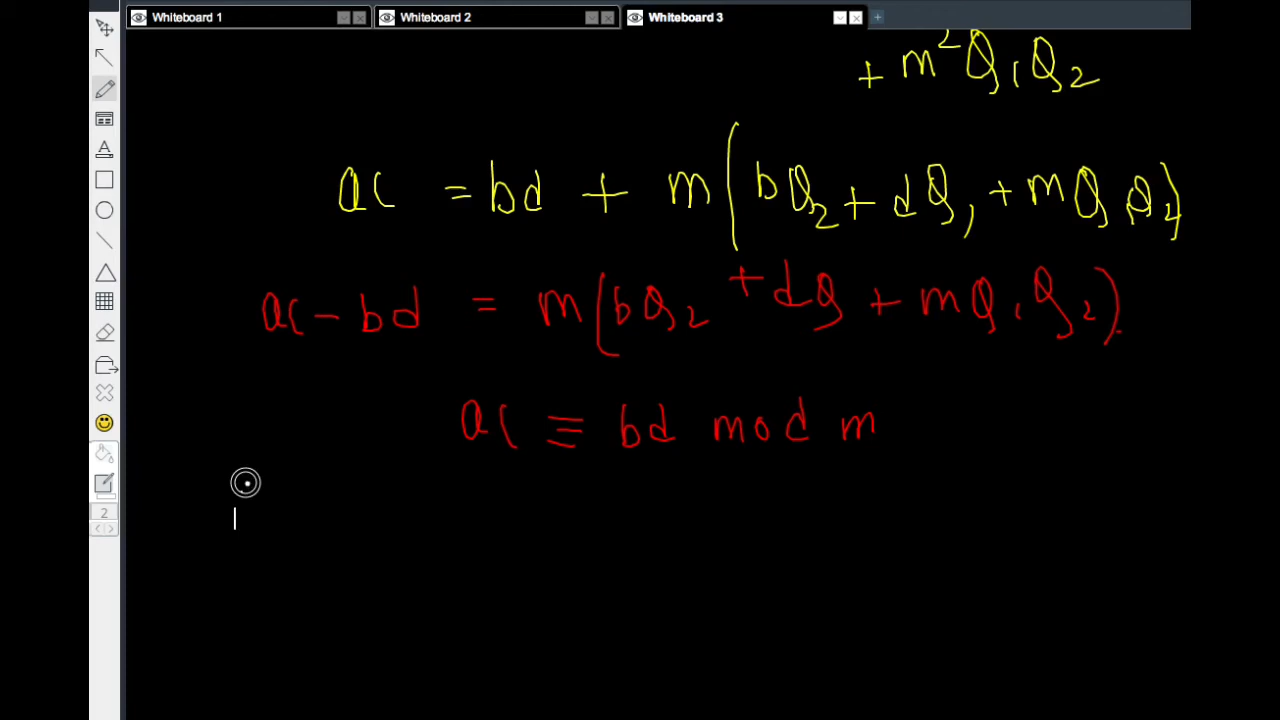 Whiteboard 1 Whiteboard 2 Whiteboard 3
+ m²Q₁Q₂
ac = bd + m(bQ₂ + dQ₁ + mQ₁Q₂)
ac - bd = m(bQ₂ + dQ + mQ₁Q₂).
ac ≡ bd mod m
2